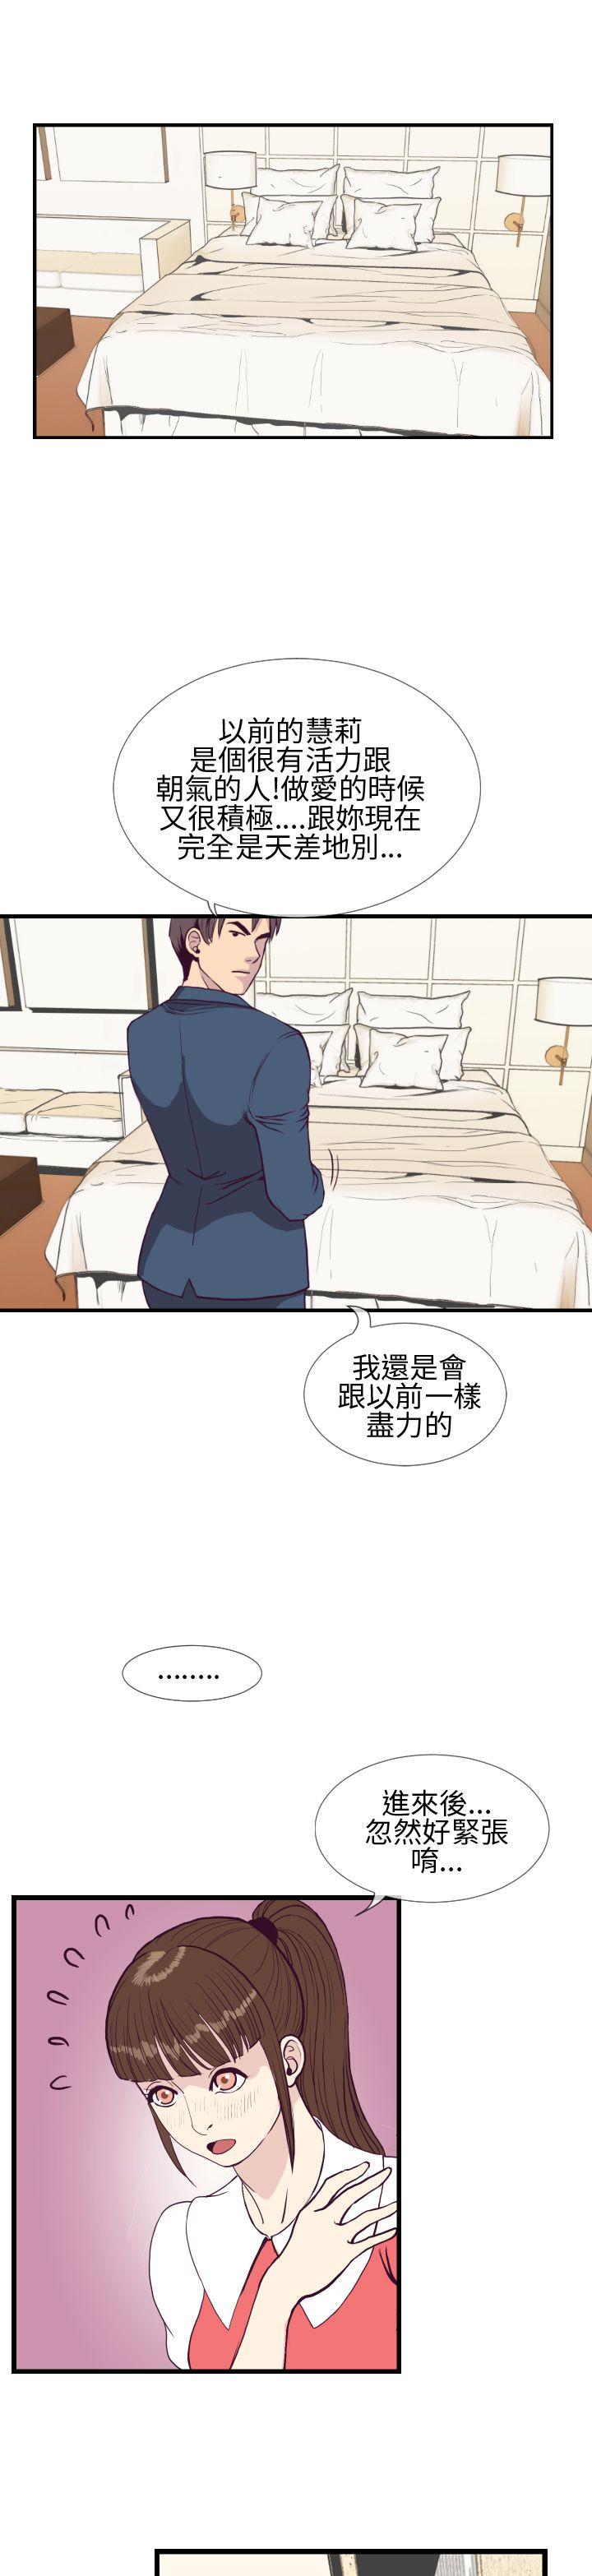 以前的慧莉
是個很有活力跟
朝氣的人!做愛的時候
又很積極....跟妳現在
完全是天差地別...
我還是會
跟以前一樣
盡力的
........
進來後...
忽然好緊張
唷...